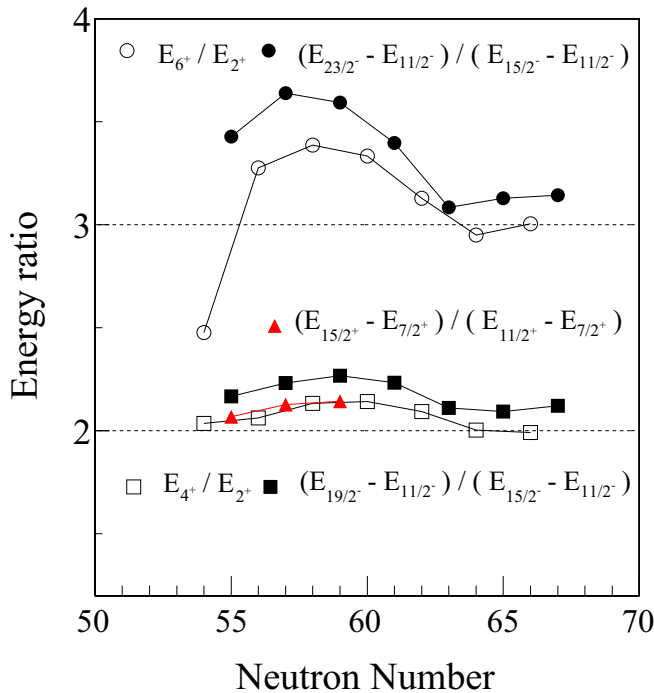 4
E6+ / E2+ (E23/2- - E11/2-) / ( E15/2- - E11/2-)
3
(E15/2+ - E7/2+ ) / ( E11/2+ - E7/2+ )
2
E4+ / E2+ (E19/2- - E11/2-) / ( E15/2- - E11/2-)
50 55 60 65 70
Neutron Number
Energy ratio